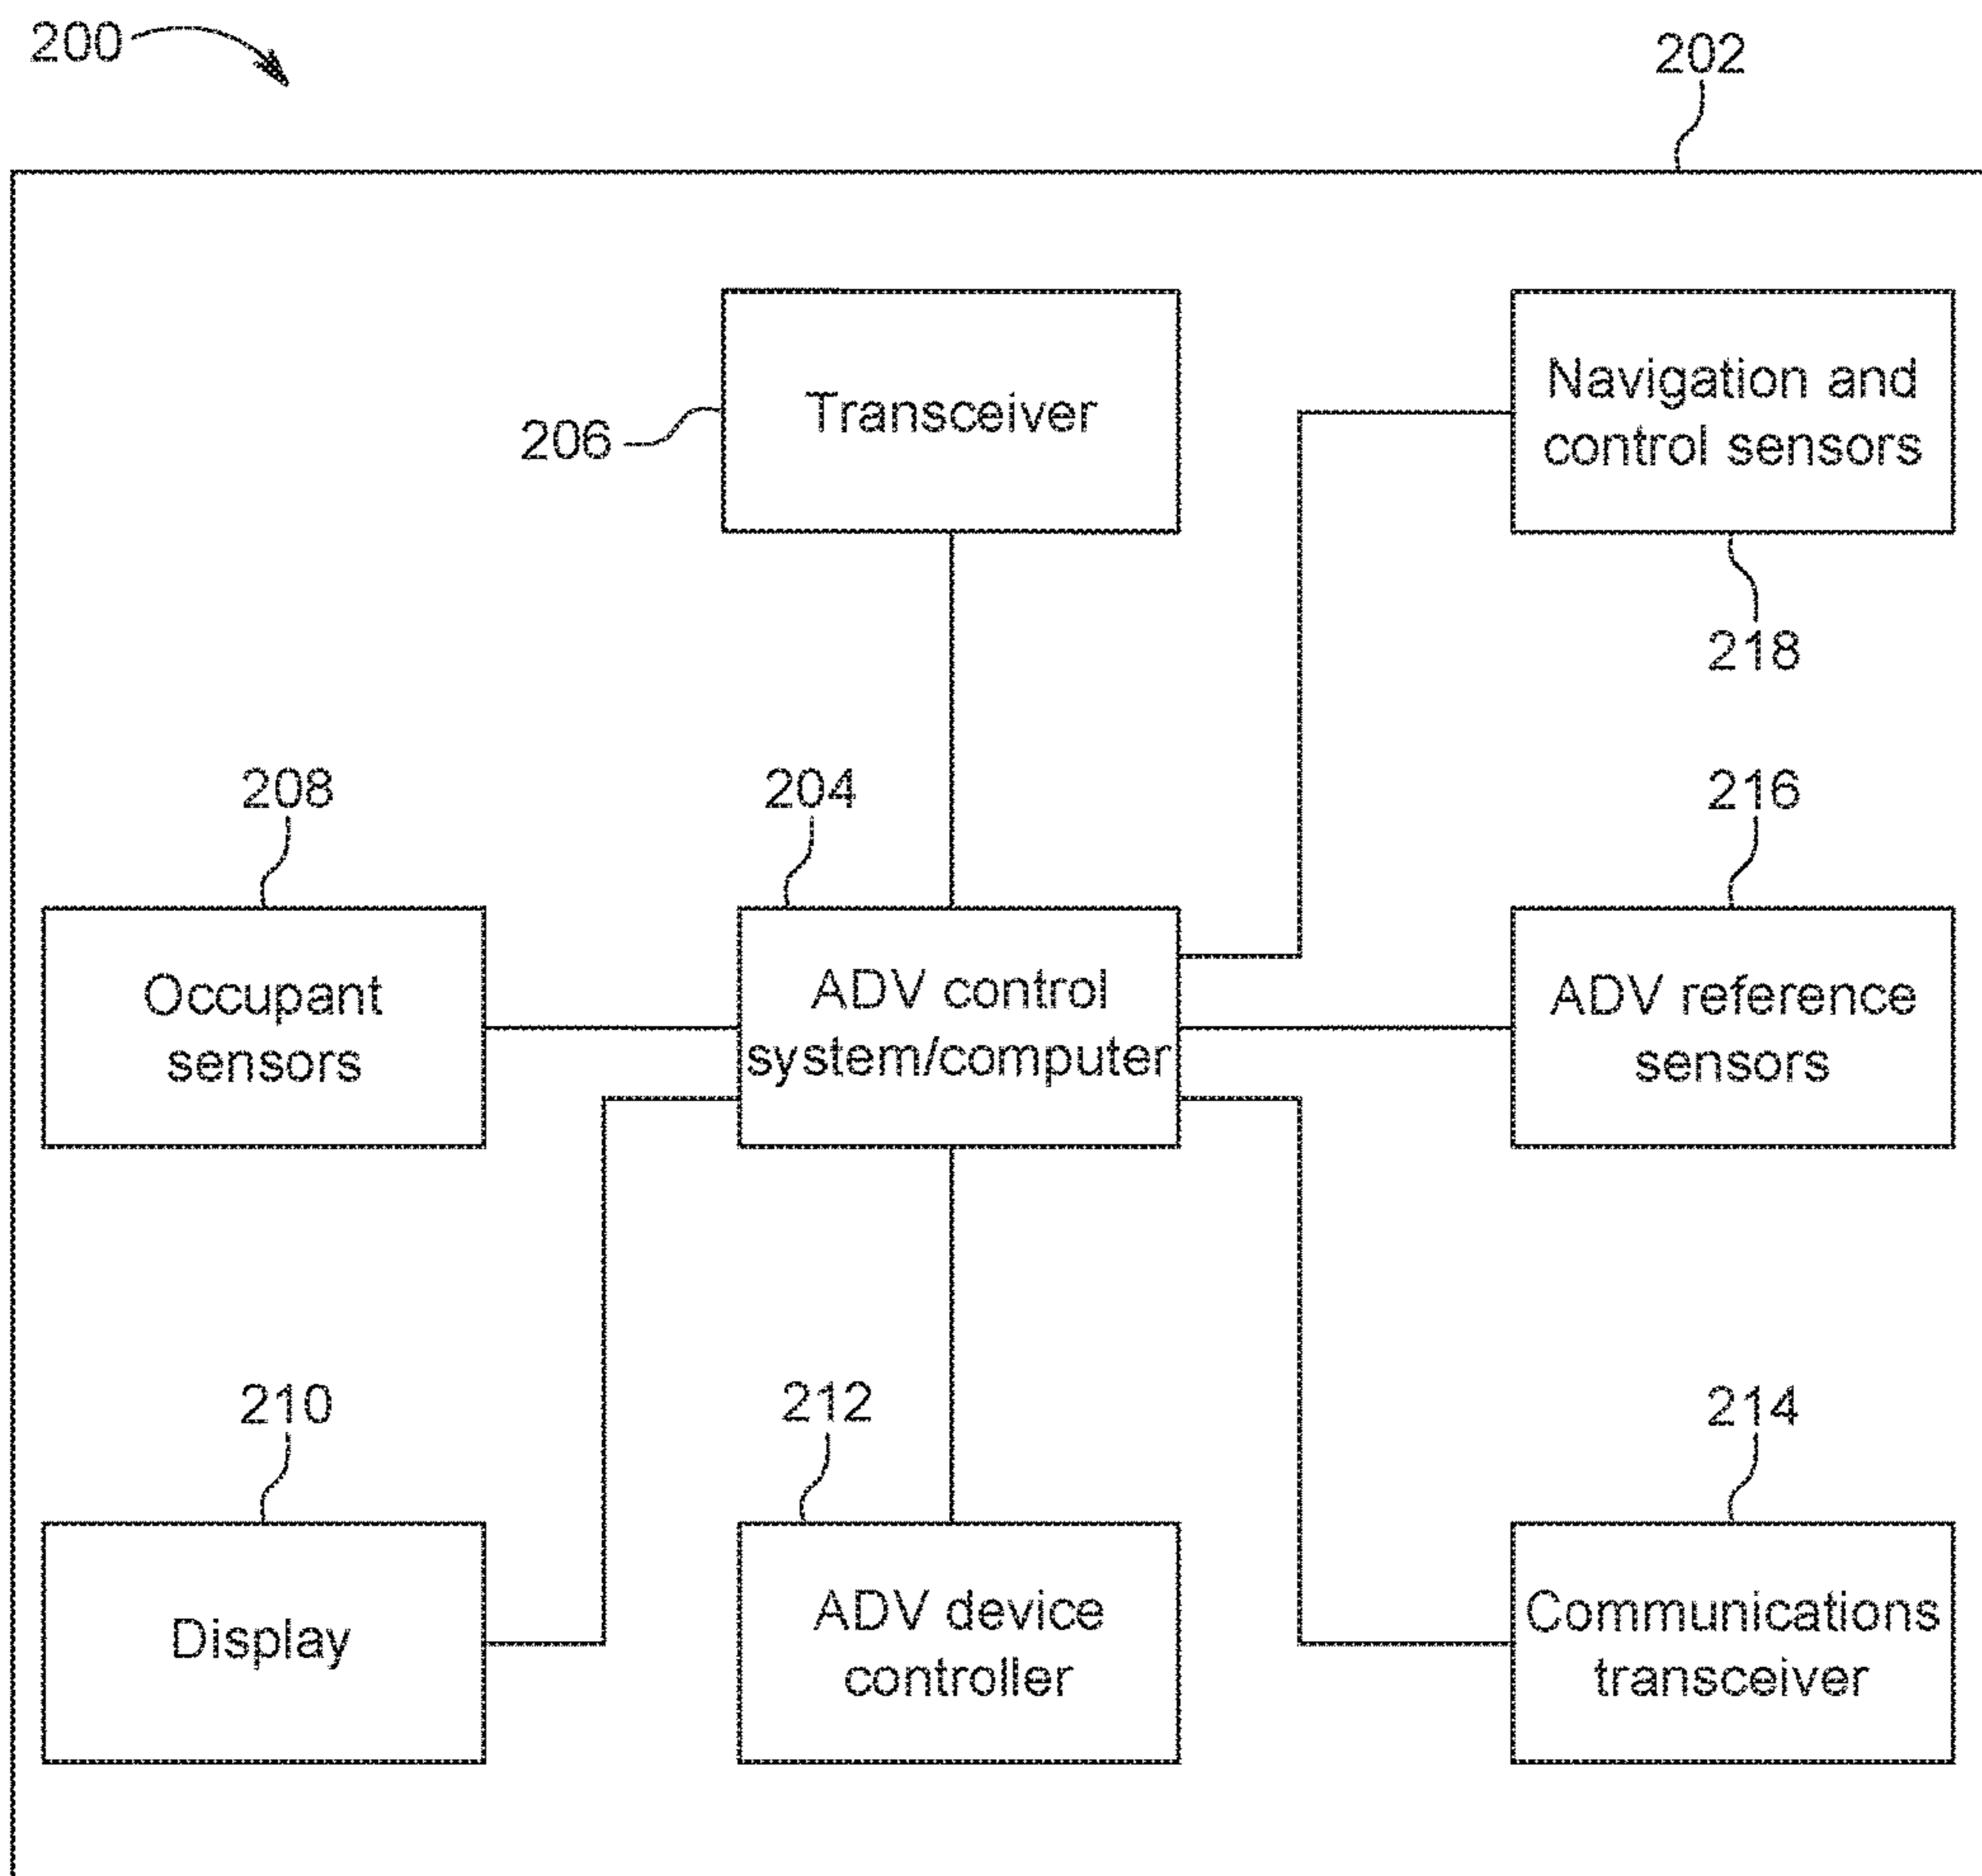 200
202
Transceiver
206
Navigation and
control sensors
218
208
204
216
Occupant
sensors
ADV control
system/computer
ADV reference
sensors
210
212
214
Display
ADV device
controller
Communications
transceiver